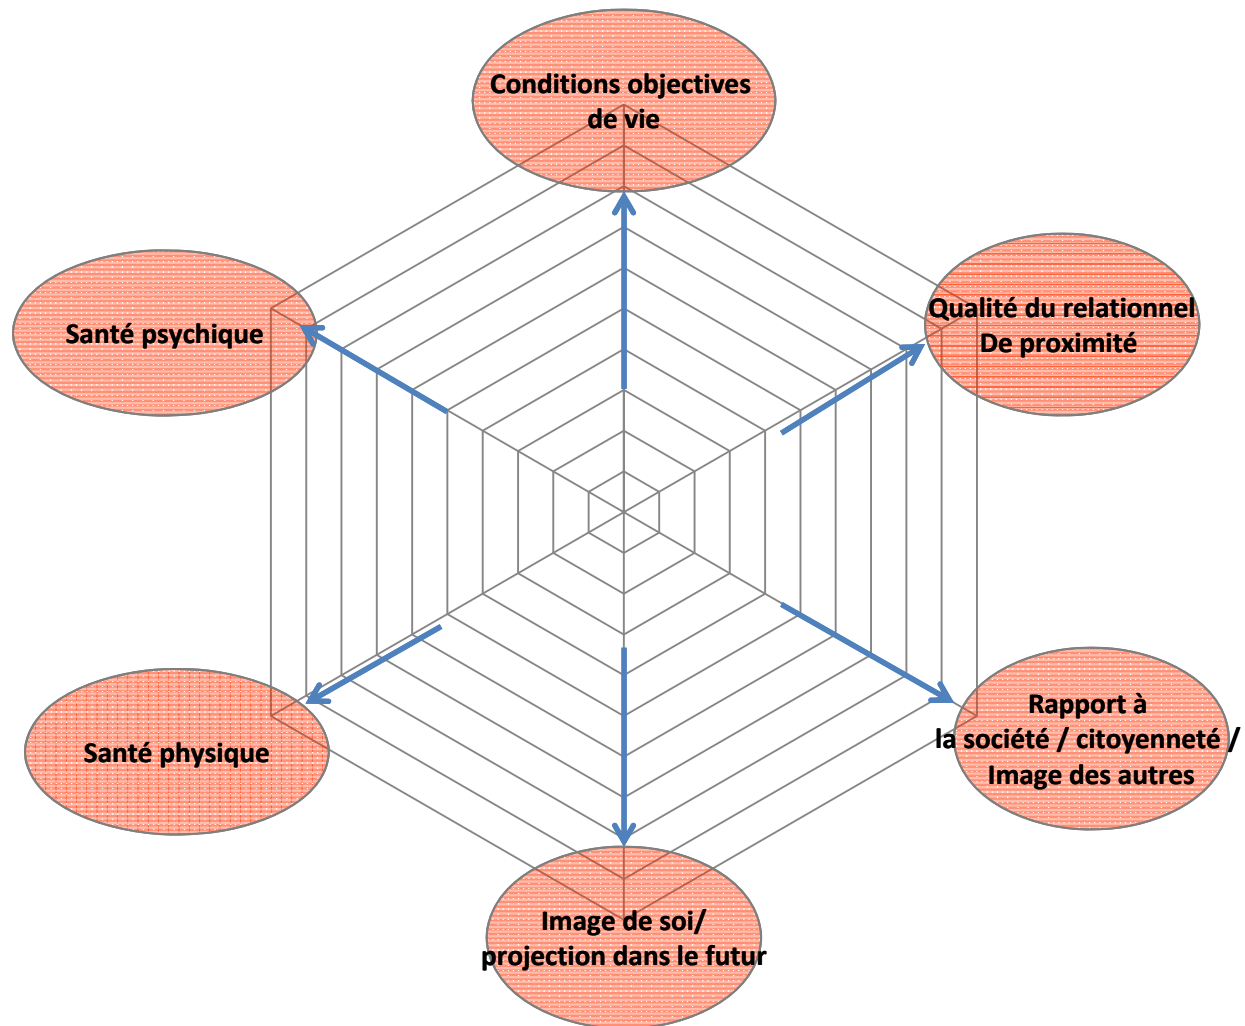 Conditions objectives
de vie
Santé psychique
Qualité du relationnel
De proximité
Santé physique
Rapport à
la société / citoyenneté /
Image des autres
Image de soi/
projection dans le futur